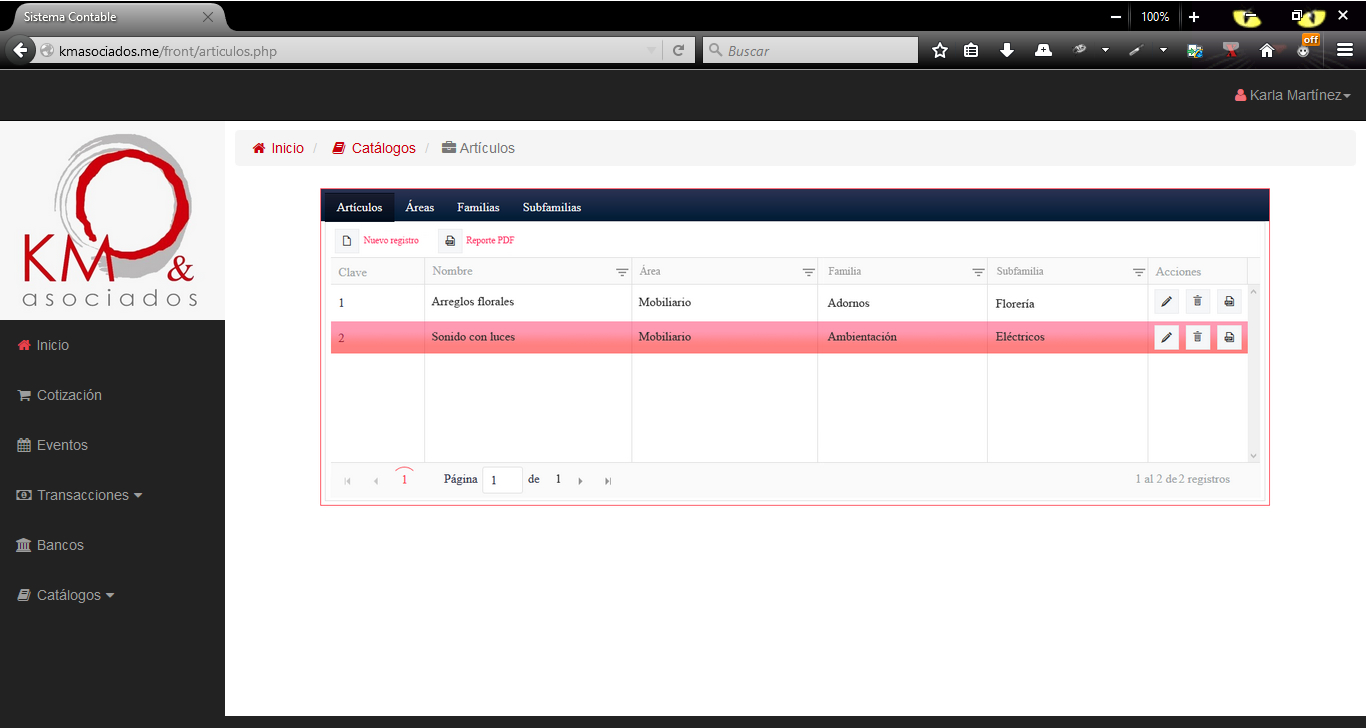 Sistema Contable
100%
kmasociados.me/front/articulos.php
Buscar
off
Karla Martínez
KM &
asociados
Inicio / Catálogos / Artículos
Inicio
Cotización
Eventos
Transacciones
Bancos
Catálogos
Artículos Áreas Familias Subfamilias
Nuevo registro Reporte PDF
Clave Nombre Área Familia Subfamilia Acciones
1 Arreglos florales Mobiliario Adornos Florería
2 Sonido con luces Mobiliario Ambientación Eléctricos
1 Página 1 de 1 1 al 2 de 2 registros